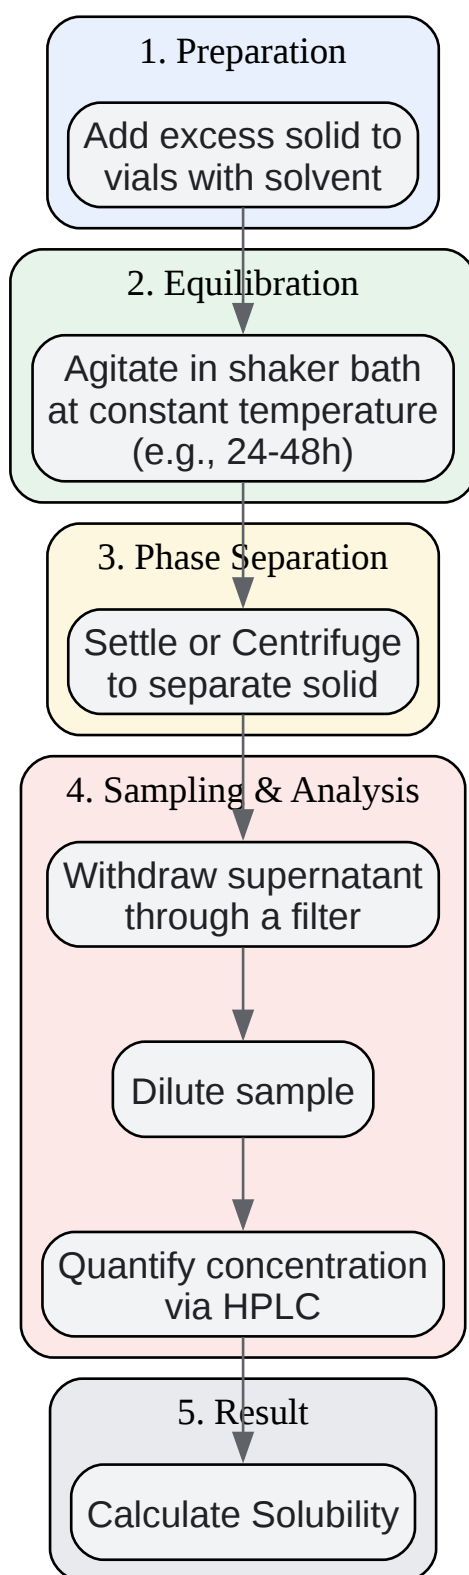 1. Preparation
Add excess solid to
vials with solvent
2. Equilibration
Agitate in shaker bath
at constant temperature
(e.g., 24-48h)
3. Phase Separation
Settle or Centrifuge
to separate solid
4. Sampling & Analysis
Withdraw supernatant
through a filter
Dilute sample
Quantify concentration
via HPLC
5. Result
Calculate Solubility